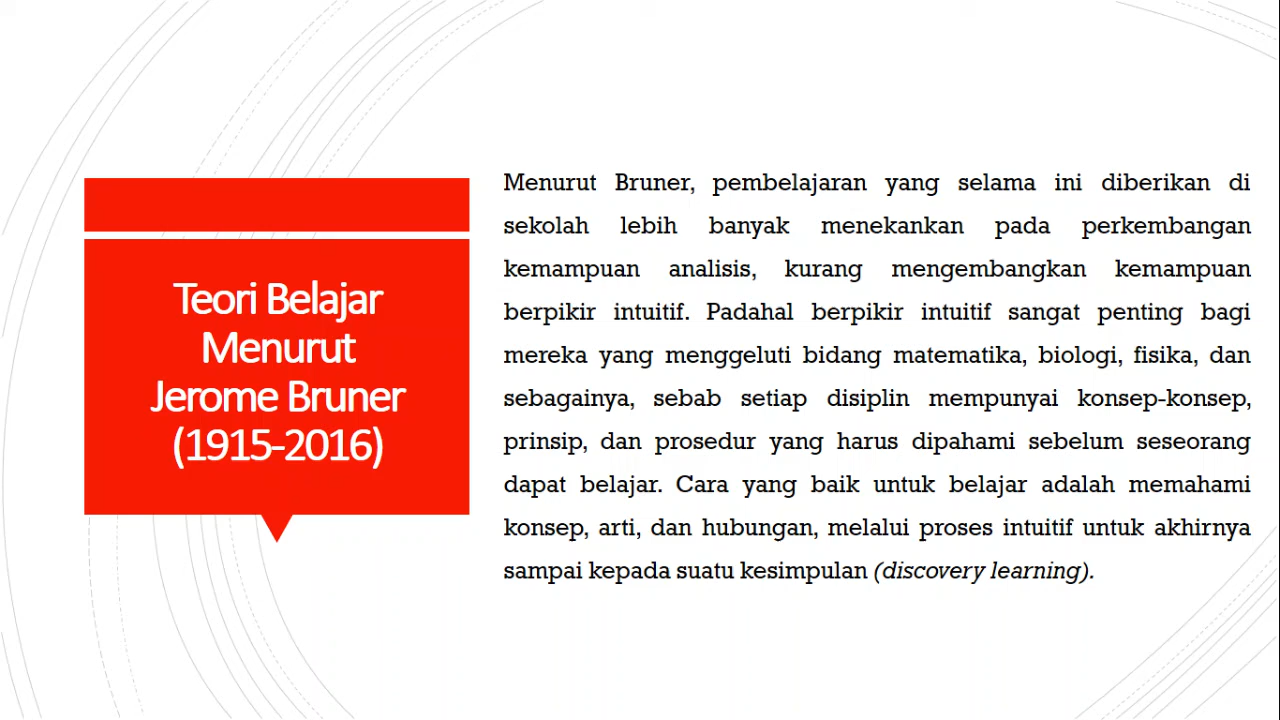 Teori Belajar
Menurut
Jerome Bruner
(1915-2016)
Menurut Bruner, pembelajaran yang selama ini diberikan di
sekolah lebih banyak menekankan pada perkembangan
kemampuan analisis, kurang mengembangkan kemampuan
berpikir intuitif. Padahal berpikir intuitif sangat penting bagi
mereka yang menggeluti bidang matematika, biologi, fisika, dan
sebagainya, sebab setiap disiplin mempunyai konsep-konsep,
prinsip, dan prosedur yang harus dipahami sebelum seseorang
dapat belajar. Cara yang baik untuk belajar adalah memahami
konsep, arti, dan hubungan, melalui proses intuitif untuk akhirnya
sampai kepada suatu kesimpulan (discovery learning).